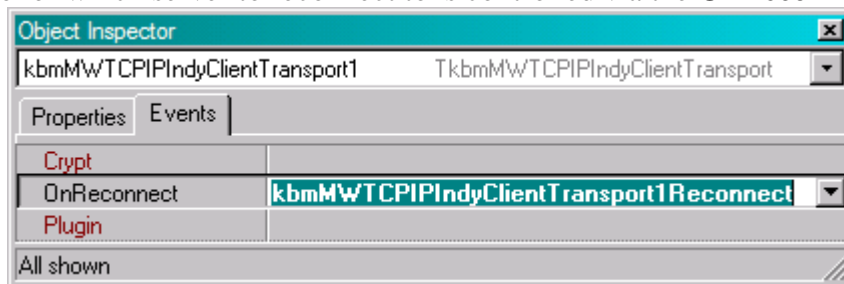 Object Inspector
kbmMWTCPIPIndyClientTransport1 TkbmMWTCPIPIndyClientTransport
Properties Events
Crypt
OnReconnect kbmMWTCPIPIndyClientTransport1Reconnect
Plugin
All shown